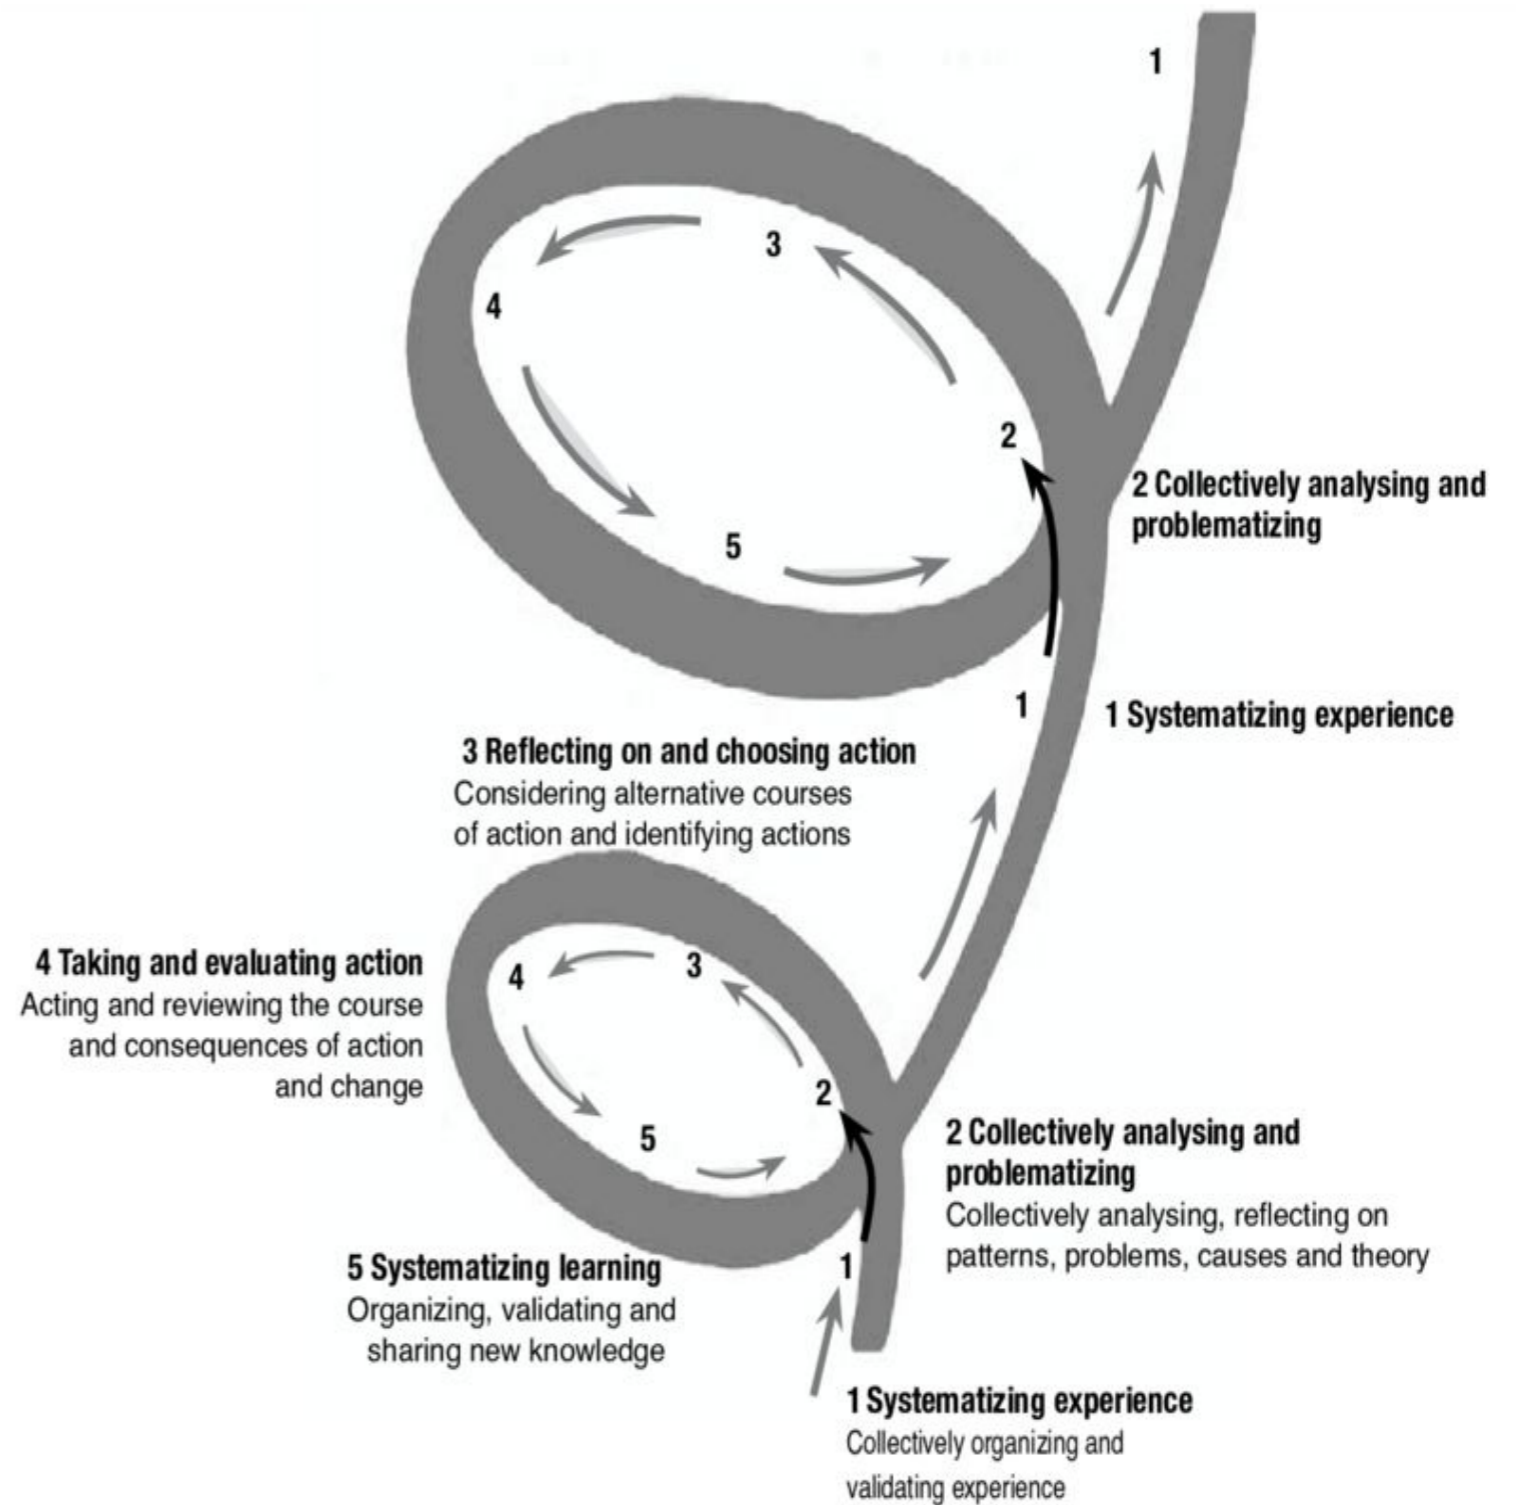 1
3
4
2
2 Collectively analysing and
problematizing
5
1
1 Systematizing experience
3 Reflecting on and choosing action
Considering alternative courses
of action and identifying actions
4 Taking and evaluating action
Acting and reviewing the course
and consequences of action
and change
4
3
2
5
2 Collectively analysing and
problematizing
Collectively analysing, reflecting on
patterns, problems, causes and theory
5 Systematizing learning
Organizing, validating and
sharing new knowledge
1
1 Systematizing experience
Collectively organizing and
validating experience